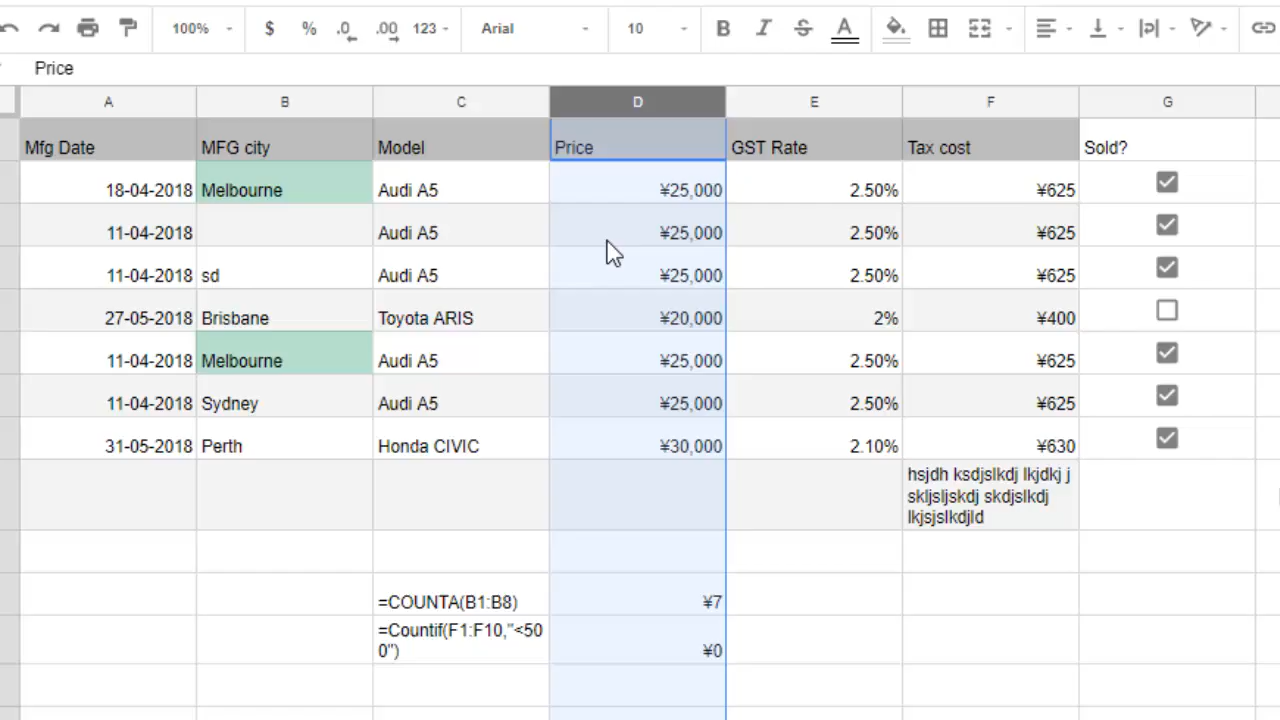 100% $ % .0 .00 123 Arial 10 B I S A
Price
A B C D E F G
Mfg Date MFG city Model Price GST Rate Tax cost Sold?
18-04-2018 Melbourne Audi A5 ¥25,000 2.50% ¥625
11-04-2018 Audi A5 ¥25,000 2.50% ¥625
11-04-2018 sd Audi A5 ¥25,000 2.50% ¥625
27-05-2018 Brisbane Toyota ARIS ¥20,000 2% ¥400
11-04-2018 Melbourne Audi A5 ¥25,000 2.50% ¥625
11-04-2018 Sydney Audi A5 ¥25,000 2.50% ¥625
31-05-2018 Perth Honda CIVIC ¥30,000 2.10% ¥630
hsjdh ksdjslkdj lkjdkj j
skljsljskdj skdjslkdj
lkjsjslkdjld
=COUNTA(B1:B8) ¥7
=Countif(F1:F10,"<50
0") ¥0